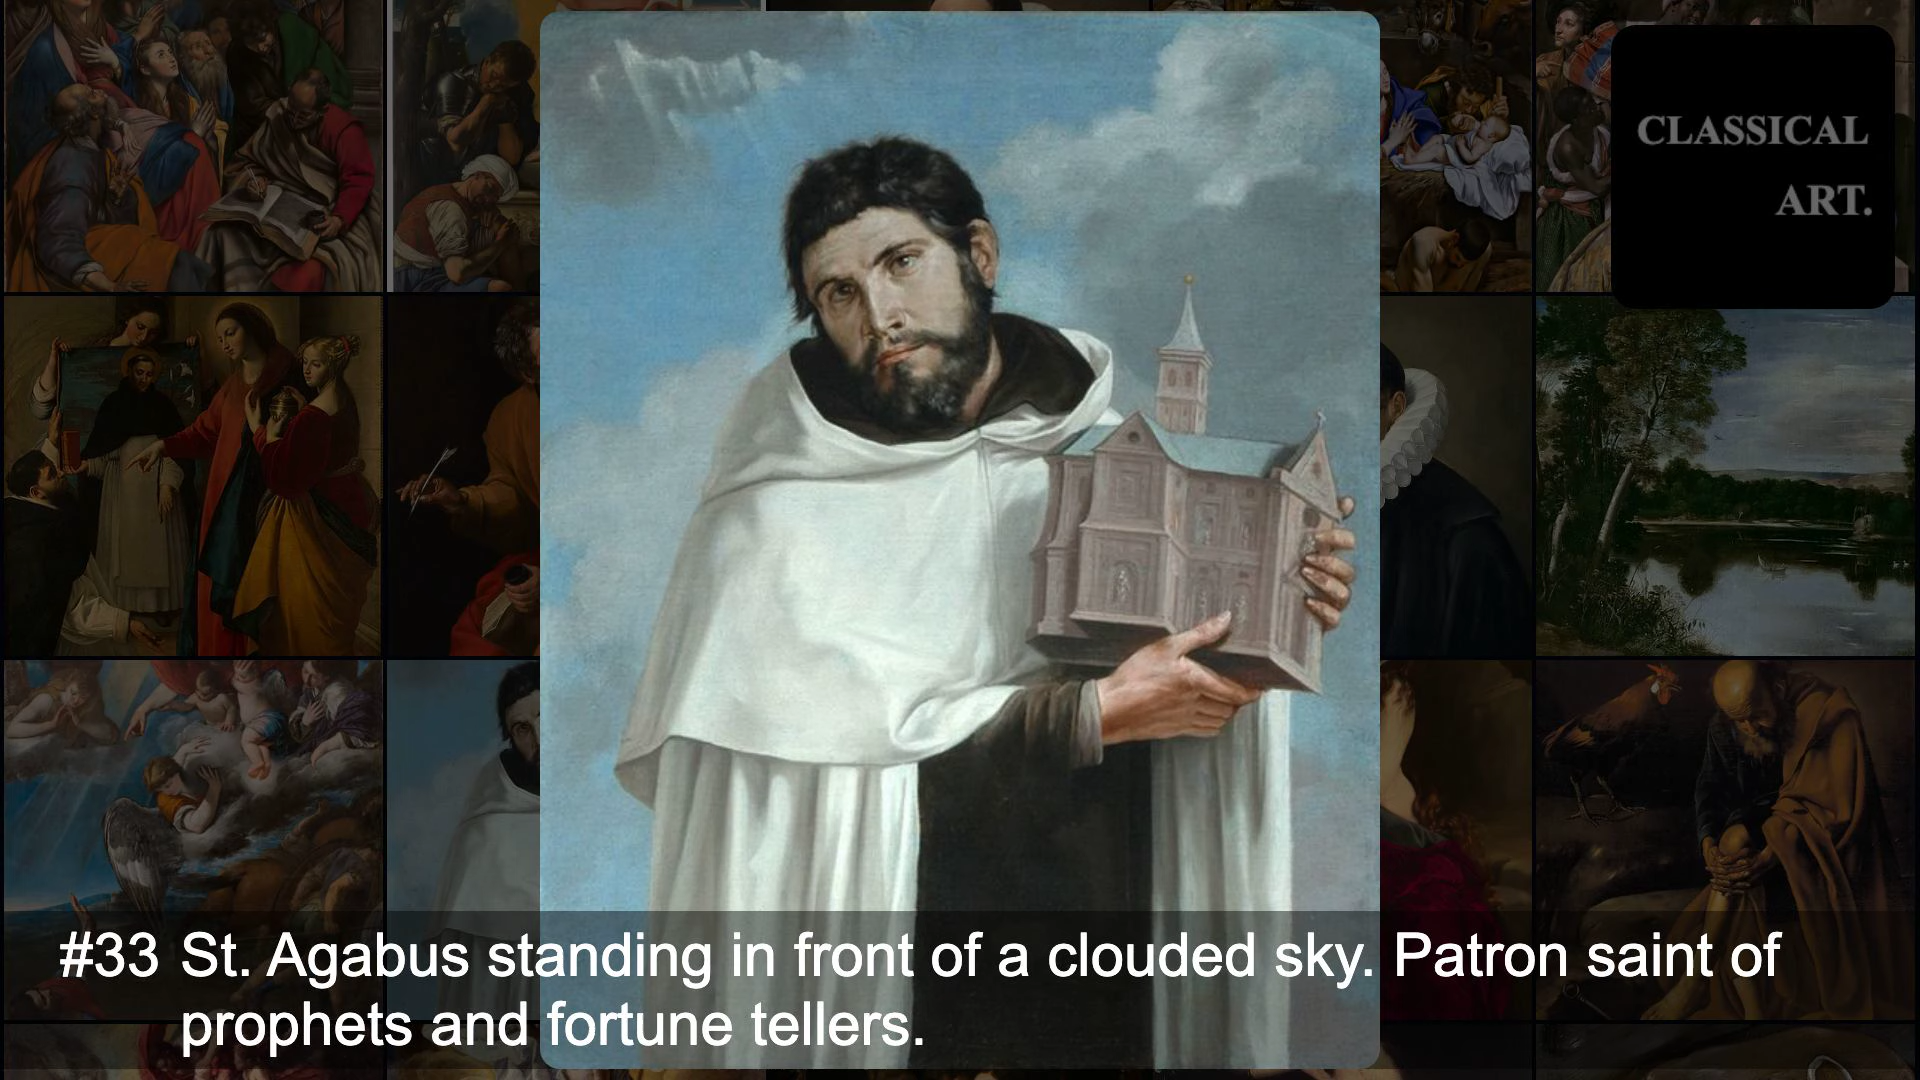 CLASSICAL
ART.
#33 St. Agabus standing in front of a clouded sky. Patron saint of
prophets and fortune tellers.